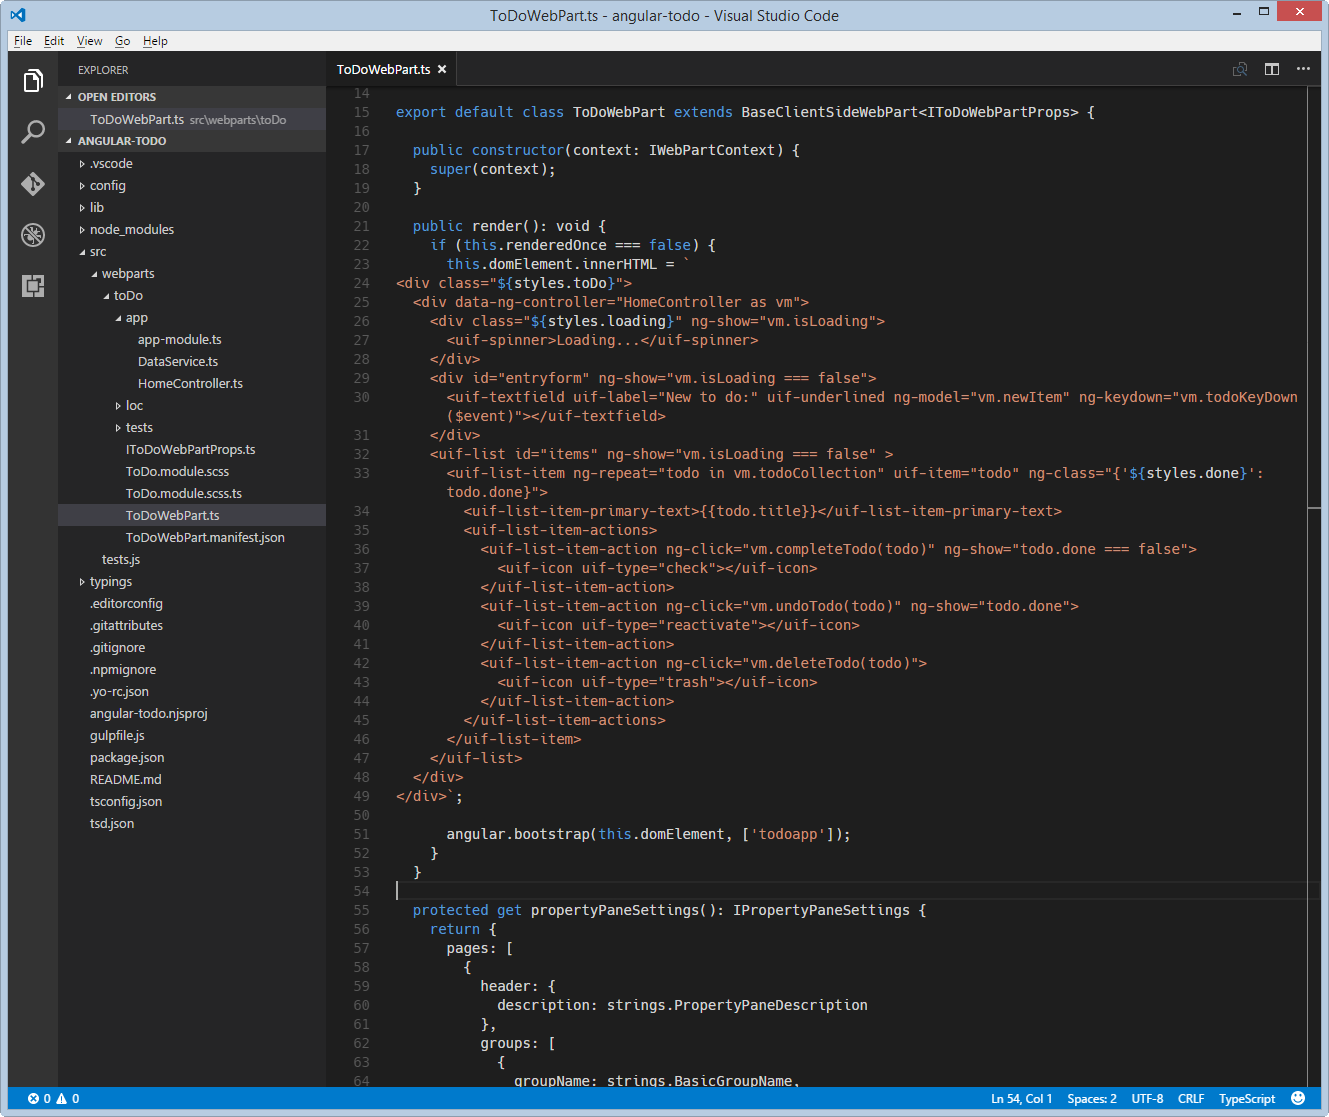 ToDoWebPart.ts - angular-todo - Visual Studio Code
File Edit View Go Help
EXPLORER
OPEN EDITORS
ToDoWebPart.ts src\webparts\toDo
ANGULAR-TODO
.vscode
config
lib
node_modules
src
webparts
toDo
app
app-module.ts
DataService.ts
HomeController.ts
loc
tests
IToDoWebPartProps.ts
ToDo.module.scss
ToDo.module.scss.ts
ToDoWebPart.ts
ToDoWebPart.manifest.json
tests.js
typings
.editorconfig
.gitattributes
.gitignore
.npmignore
.yo-rc.json
angular-todo.njsproj
gulpfile.js
package.json
README.md
tsconfig.json
tsd.json
ToDoWebPart.ts
14
15 export default class ToDoWebPart extends BaseClientSideWebPart<IToDoWebPartProps> {
16
17   public constructor(context: IWebPartContext) {
18     super(context);
19   }
20
21   public render(): void {
22     if (this.renderedOnce === false) {
23       this.domElement.innerHTML = `
24 <div class="${styles.toDo}">
25   <div data-ng-controller="HomeController as vm">
26     <div class="${styles.loading}" ng-show="vm.isLoading">
27       <uif-spinner>Loading...</uif-spinner>
28     </div>
29     <div id="entryform" ng-show="vm.isLoading === false">
30       <uif-textfield uif-label="New to do:" uif-underlined ng-model="vm.newItem" ng-keydown="vm.todoKeyDown
($event)"></uif-textfield>
31     </div>
32     <uif-list id="items" ng-show="vm.isLoading === false" >
33       <uif-list-item ng-repeat="todo in vm.todoCollection" uif-item="todo" ng-class="{'${styles.done}':
todo.done}">
34         <uif-list-item-primary-text>{{todo.title}}</uif-list-item-primary-text>
35         <uif-list-item-actions>
36           <uif-list-item-action ng-click="vm.completeTodo(todo)" ng-show="todo.done === false">
37             <uif-icon uif-type="check"></uif-icon>
38           </uif-list-item-action>
39           <uif-list-item-action ng-click="vm.undoTodo(todo)" ng-show="todo.done">
40             <uif-icon uif-type="reactivate"></uif-icon>
41           </uif-list-item-action>
42           <uif-list-item-action ng-click="vm.deleteTodo(todo)">
43             <uif-icon uif-type="trash"></uif-icon>
44           </uif-list-item-action>
45         </uif-list-item-actions>
46       </uif-list-item>
47     </uif-list>
48   </div>
49 </div>`;
50
51       angular.bootstrap(this.domElement, ['todoapp']);
52     }
53   }
54
55   protected get propertyPaneSettings(): IPropertyPaneSettings {
56     return {
57       pages: [
58         {
59           header: {
60             description: strings.PropertyPaneDescription
61           },
62           groups: [
63             {
64               groupName: strings.BasicGroupName,
0 0 Ln 54, Col 1 Spaces: 2 UTF-8 CRLF TypeScript